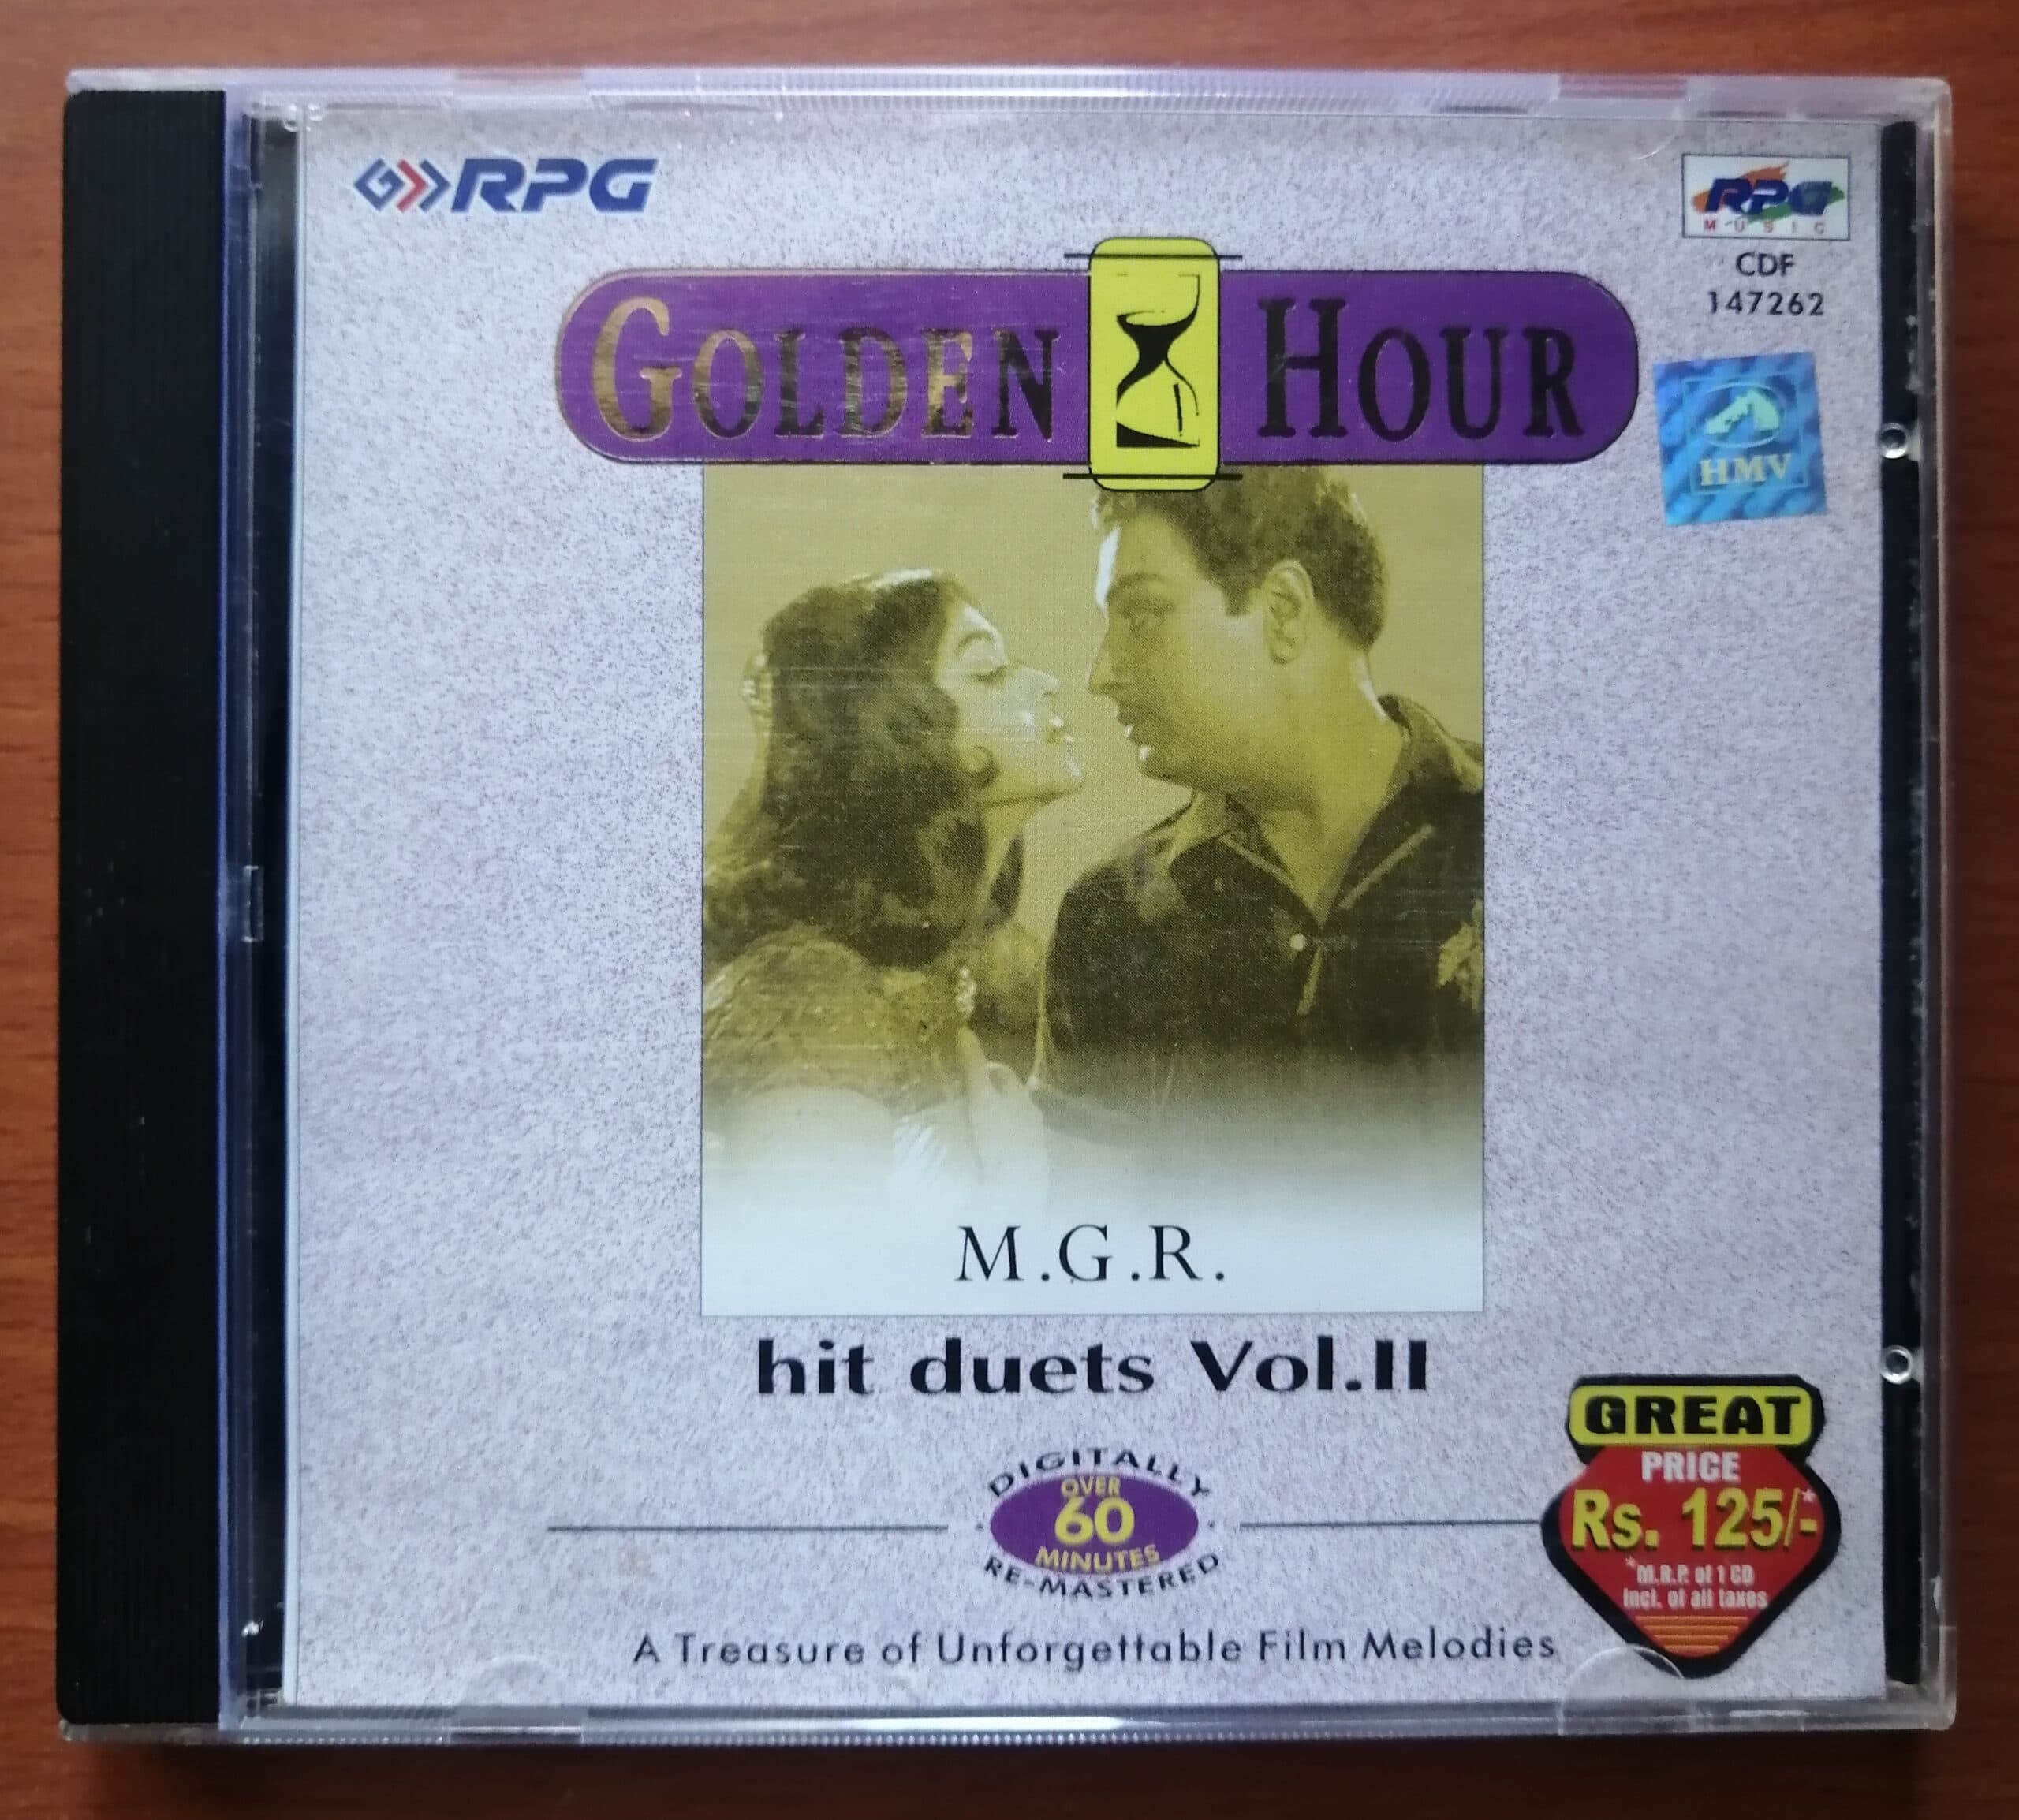 RPG
RPG
MUSIC
CDF
147262
HMV
GOLDEN HOUR
M.G.R.
hit duets Vol.II
DIGITALLY
OVER
60
MINUTES
RE-MASTERED
GREAT
PRICE
Rs. 125/-*
*M.R.P. of 1 CD
incl. of all taxes
A Treasure of Unforgettable Film Melodies